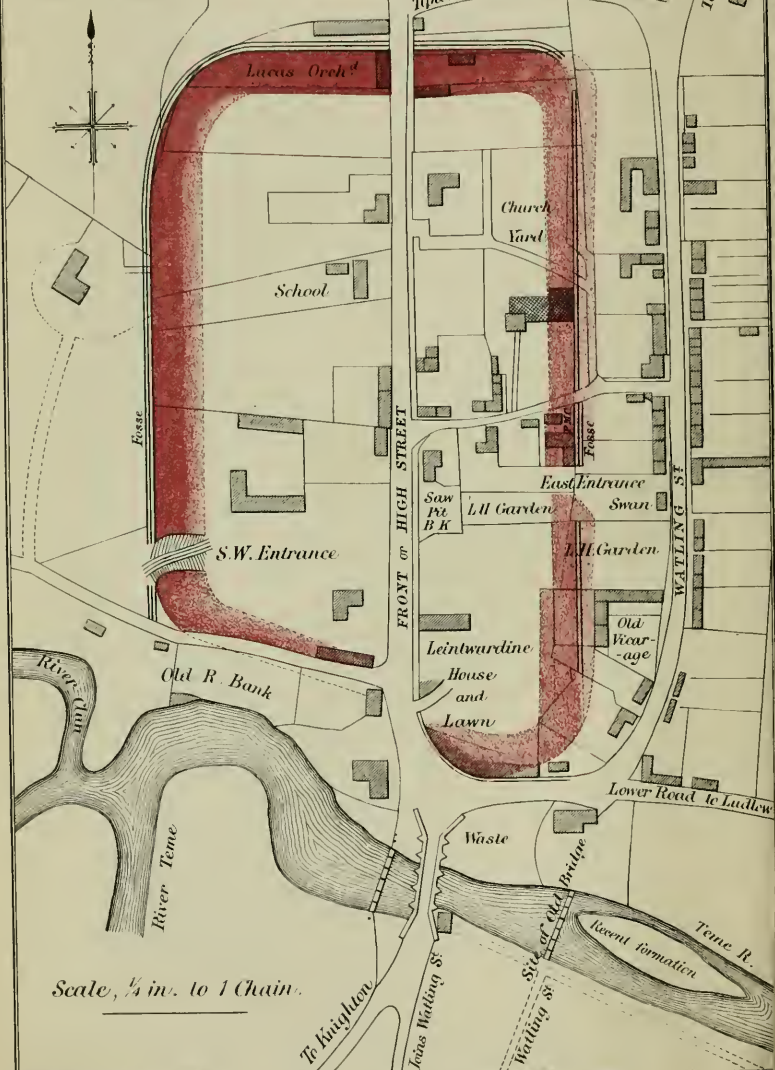 Lucas Orchd
Church
Yard
School
Fosse
FRONT or HIGH STREET
Fosse
East Entrance
Saw
Pit
B K
L H Garden
Swan
WATLING ST
S.W. Entrance
L.H. Garden
Old
Vicar-
-age
Leintwardine
House
and
Lawn
River Clun
Old R. Bank
Lower Road to Ludlow
River Teme
Waste
Site of Old Bridge
Teme R.
Recent formation
Scale, ¼ in. to 1 Chain.
To Knighton
Joins Watling St
Watling St